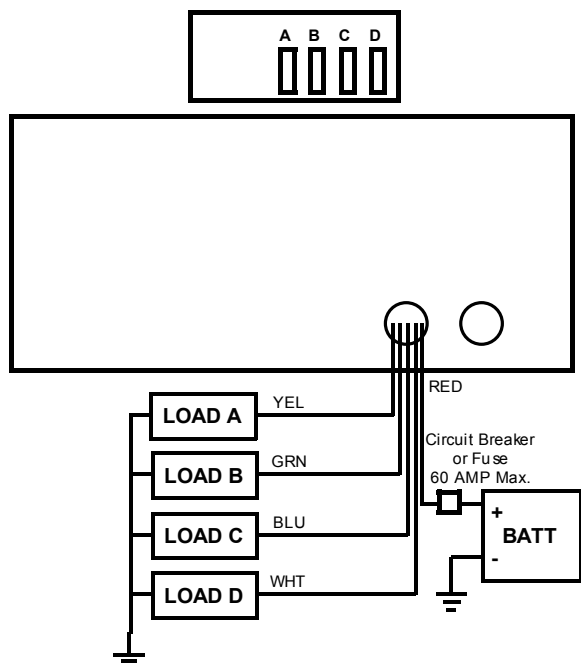 A B C D
RED
YEL
LOAD A
Circuit Breaker
or Fuse
60 AMP Max.
GRN
LOAD B
+
BATT
-
BLU
LOAD C
WHT
LOAD D